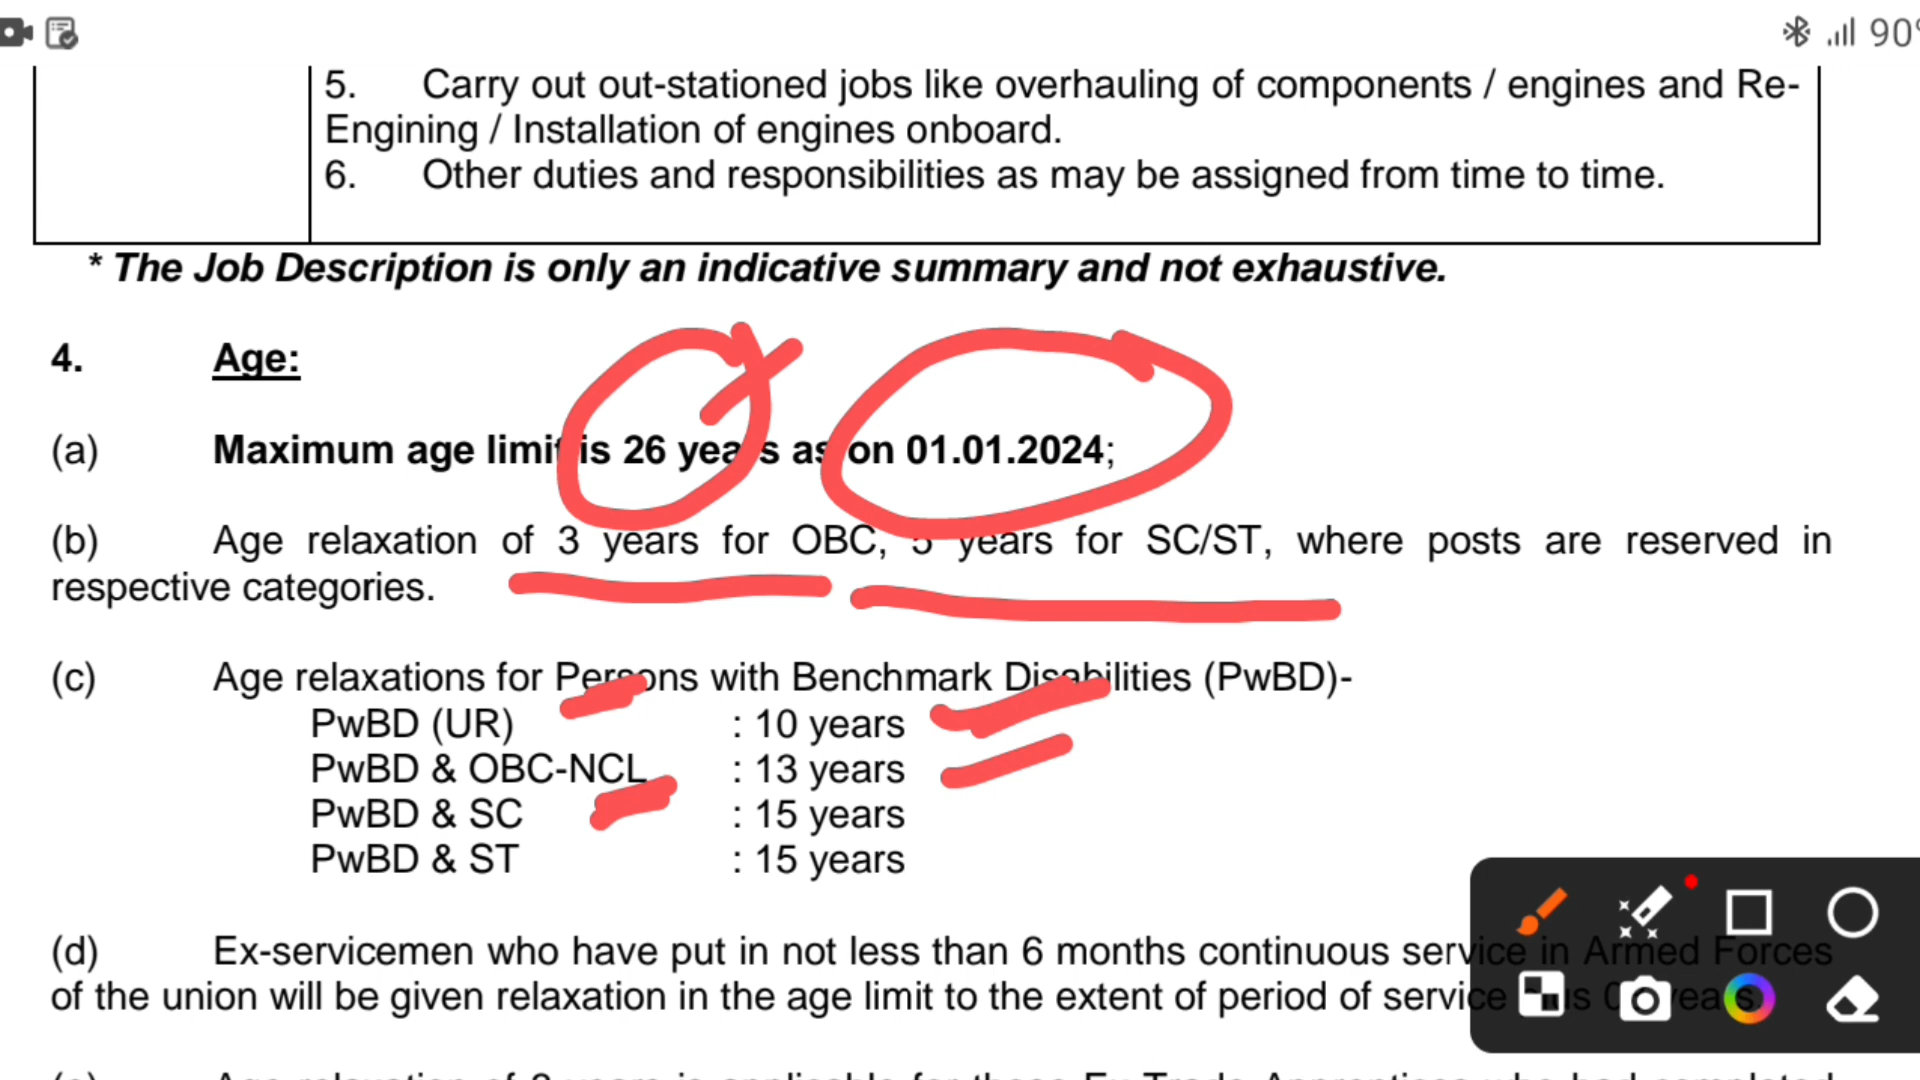 90%
5. Carry out out-stationed jobs like overhauling of components / engines and Re-
Engining / Installation of engines onboard.
6. Other duties and responsibilities as may be assigned from time to time.
* The Job Description is only an indicative summary and not exhaustive.
4. Age:
(a) Maximum age limit is 26 years as on 01.01.2024;
(b) Age relaxation of 3 years for OBC, 5 years for SC/ST, where posts are reserved in
respective categories.
(c) Age relaxations for Persons with Benchmark Disabilities (PwBD)-
PwBD (UR) : 10 years
PwBD & OBC-NCL : 13 years
PwBD & SC : 15 years
PwBD & ST : 15 years
(d) Ex-servicemen who have put in not less than 6 months continuous service in Armed Forces
of the union will be given relaxation in the age limit to the extent of period of service